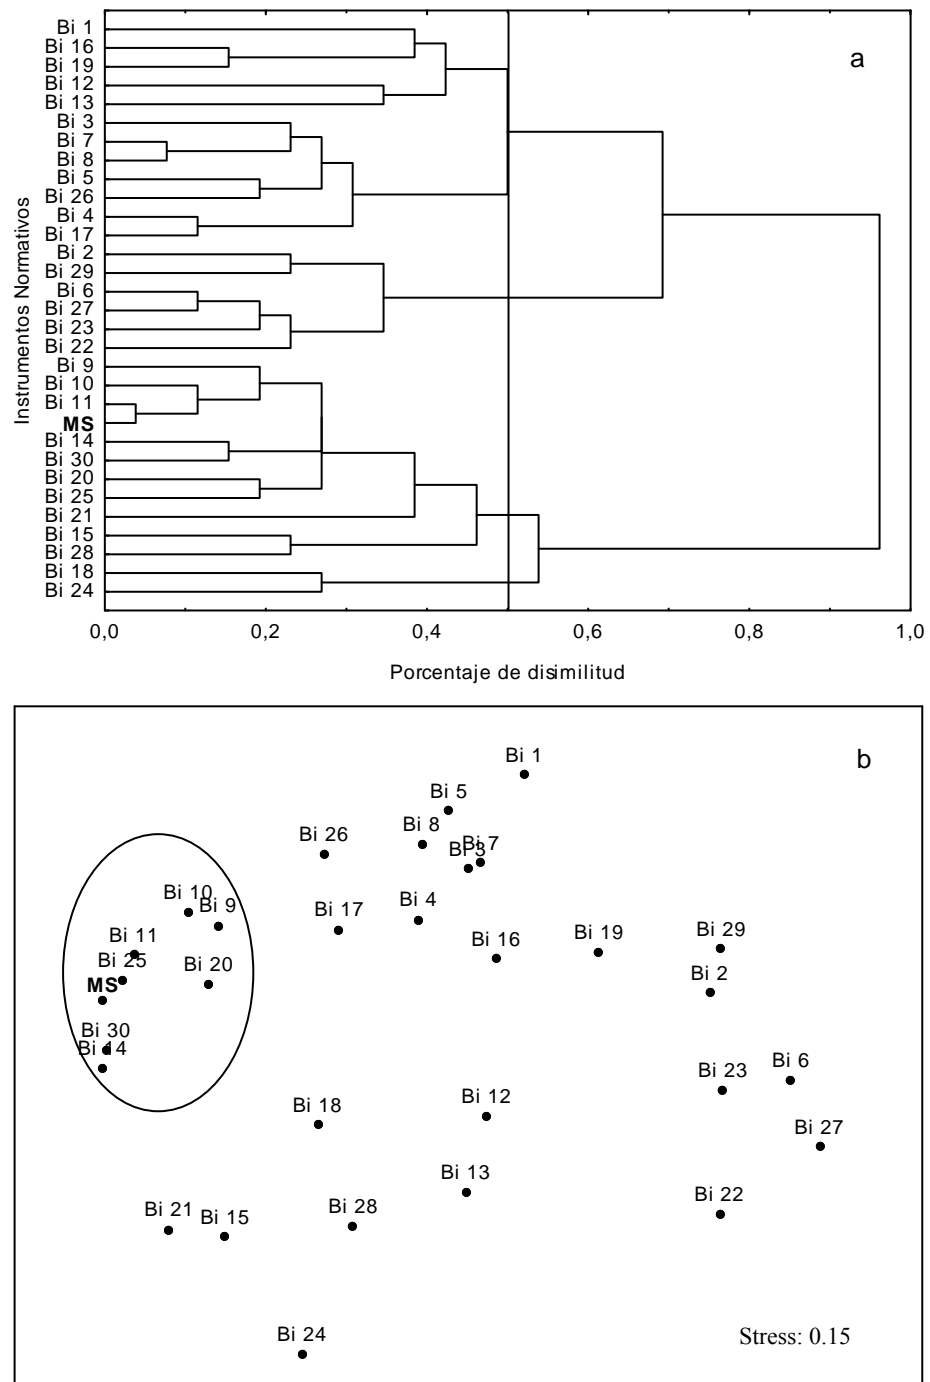 a
Instrumentos Normativos
Bi 1
Bi 16
Bi 19
Bi 12
Bi 13
Bi 3
Bi 7
Bi 8
Bi 5
Bi 26
Bi 4
Bi 17
Bi 2
Bi 29
Bi 6
Bi 27
Bi 23
Bi 22
Bi 9
Bi 10
Bi 11
MS
Bi 14
Bi 30
Bi 20
Bi 25
Bi 21
Bi 15
Bi 28
Bi 18
Bi 24
0,0 0,2 0,4 0,6 0,8 1,0
Porcentaje de disimilitud
b
Bi 1
Bi 5
Bi 8
Bi 26
Bi 7
Bi 3
Bi 10
Bi 9
Bi 4
Bi 17
Bi 11
Bi 16
Bi 19
Bi 29
Bi 25
Bi 20
Bi 2
MS
Bi 30
Bi 14
Bi 23
Bi 6
Bi 18
Bi 12
Bi 27
Bi 13
Bi 22
Bi 21
Bi 15
Bi 28
Bi 24
Stress: 0.15